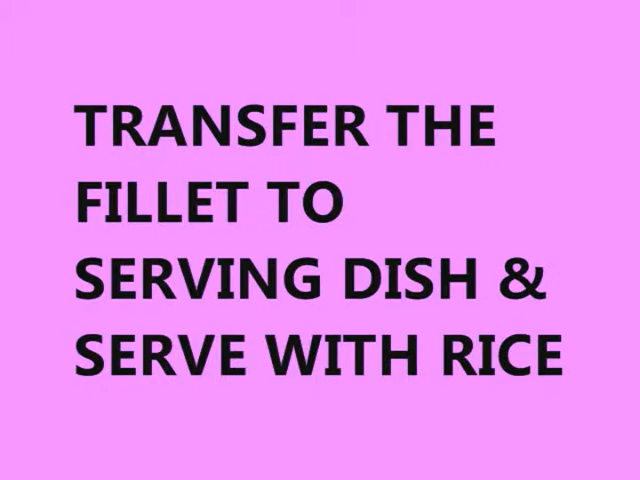 TRANSFER THE
FILLET TO
SERVING DISH &
SERVE WITH RICE